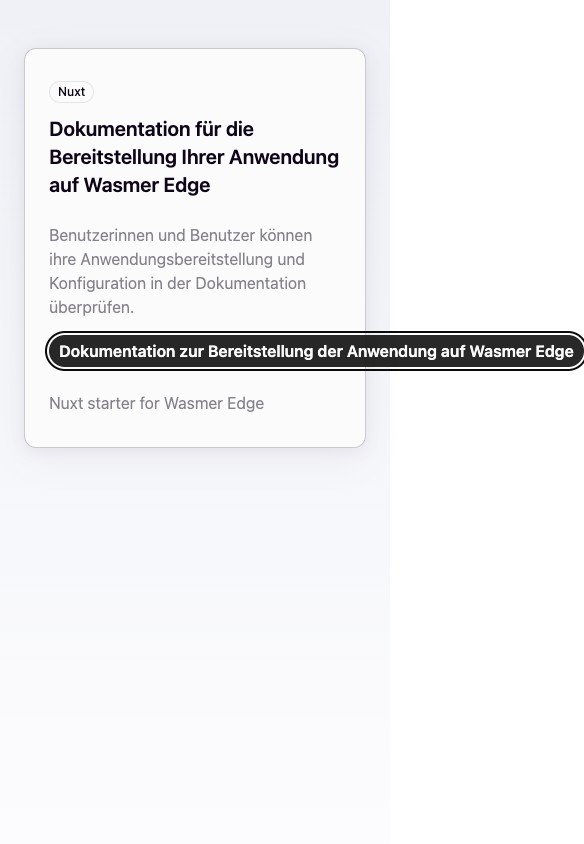 Nuxt
Dokumentation für die
Bereitstellung Ihrer Anwendung
auf Wasmer Edge
Benutzerinnen und Benutzer können
ihre Anwendungsbereitstellung und
Konfiguration in der Dokumentation
überprüfen.
Dokumentation zur Bereitstellung der Anwendung auf Wasmer Edge
Nuxt starter for Wasmer Edge